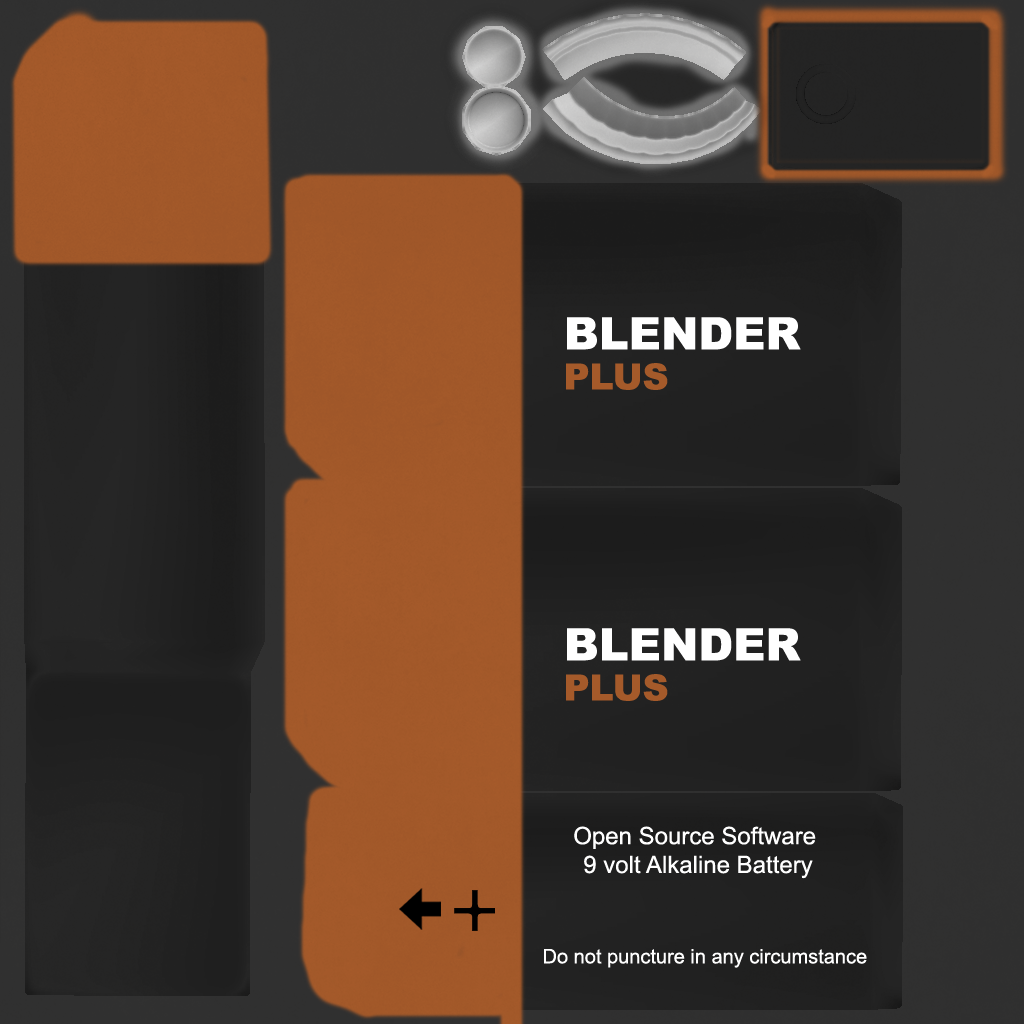 BLENDER
PLUS
BLENDER
PLUS
Open Source Software
9 volt Alkaline Battery
+
Do not puncture in any circumstance